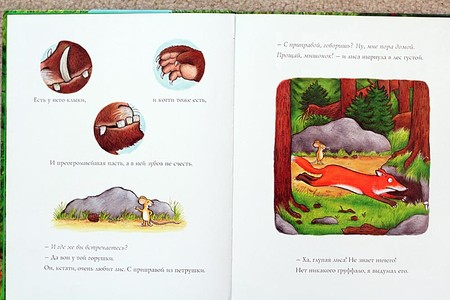 Есть у него клыки,
и когти тоже есть,
И преогромнейшая пасть, а в ней зубов не счесть.
– И где же вы встречаетесь?
– Да вон у той горушки.
Он, кстати, очень любит лис. С приправой из петрушки.
– С приправой, говоришь? Ну, мне пора домой.
Прощай, мышонок! – и лиса нырнула в лес густой.
– Ха, глупая лиса! Не знает ничего!
Нет никакого груффало, я выдумал его.